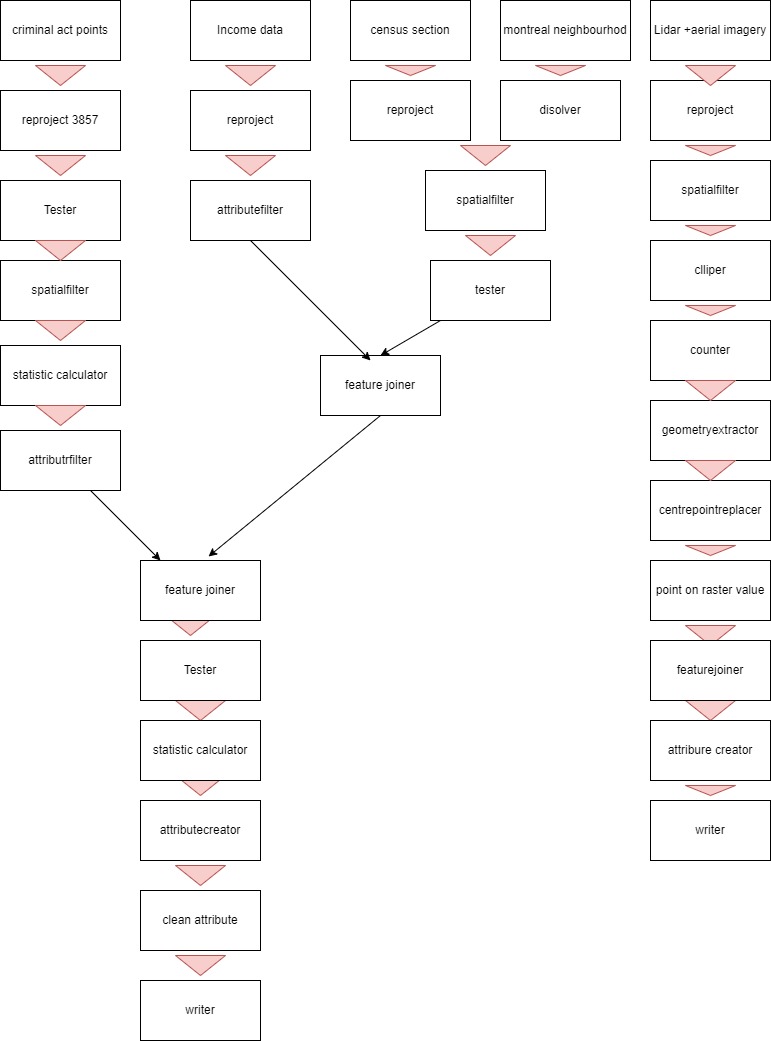 criminal act points
Income data
census section
montreal neighbourhod
Lidar +aerial imagery
reproject 3857
reproject
reproject
disolver
reproject
Tester
attributefilter
spatialfilter
spatialfilter
spatialfilter
tester
clliper
statistic calculator
feature joiner
counter
attributrfilter
geometryextractor
centrepointreplacer
feature joiner
point on raster value
Tester
featurejoiner
statistic calculator
attribure creator
attributecreator
writer
clean attribute
writer